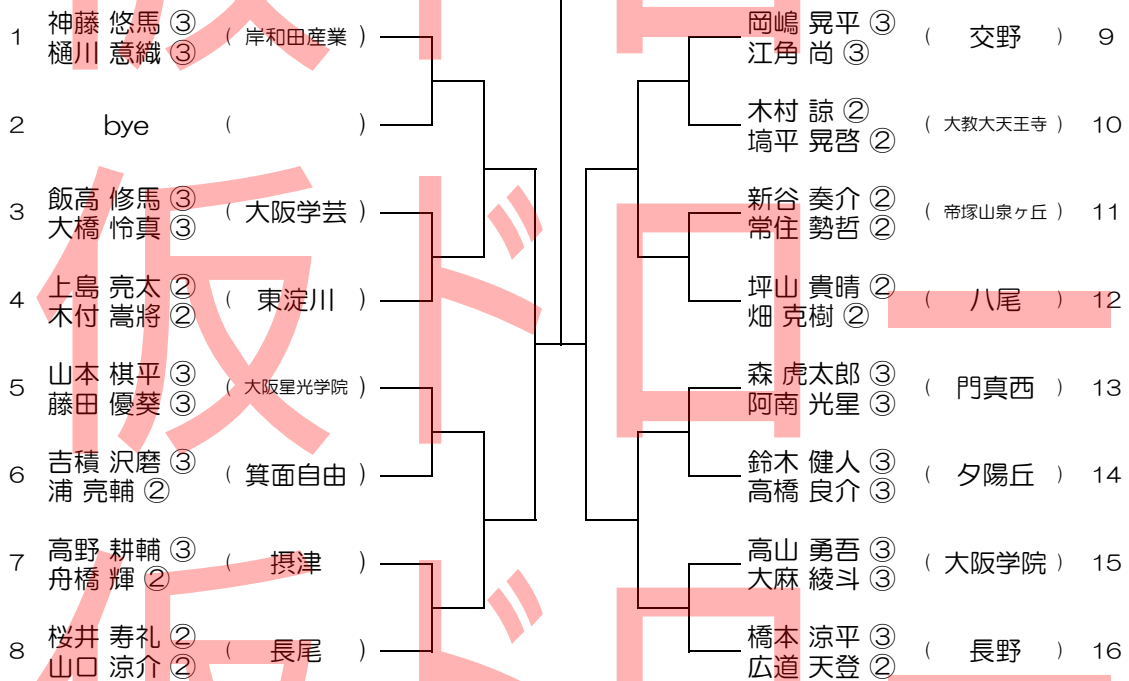 1 神藤 悠馬 ③ ( 岸和田産業 )
樋川 意織 ③
2 bye ( )
3 飯高 修馬 ③ ( 大阪学芸 )
大橋 怜真 ③
4 上島 亮太 ② ( 東淀川 )
木付 嵩將 ②
5 山本 棋平 ③ ( 大阪星光学院 )
藤田 優葵 ③
6 吉積 沢磨 ③ ( 箕面自由 )
浦 亮輔 ②
7 高野 耕輔 ③ ( 摂津 )
舟橋 輝 ②
8 桜井 寿礼 ② ( 長尾 )
山口 涼介 ②
岡嶋 晃平 ③ ( 交野 ) 9
江角 尚 ③
木村 諒 ② ( 大教大天王寺 ) 10
塙平 晃啓 ②
新谷 奏介 ② ( 帝塚山泉ヶ丘 ) 11
常住 勢哲 ②
坪山 貴晴 ② ( 八尾 ) 12
畑 克樹 ②
森 虎太郎 ③ ( 門真西 ) 13
阿南 光星 ③
鈴木 健人 ③ ( 夕陽丘 ) 14
高橋 良介 ③
高山 勇吾 ③ ( 大阪学院 ) 15
大麻 綾斗 ③
橋本 涼平 ③ ( 長野 ) 16
広道 天登 ②
仮ドロー